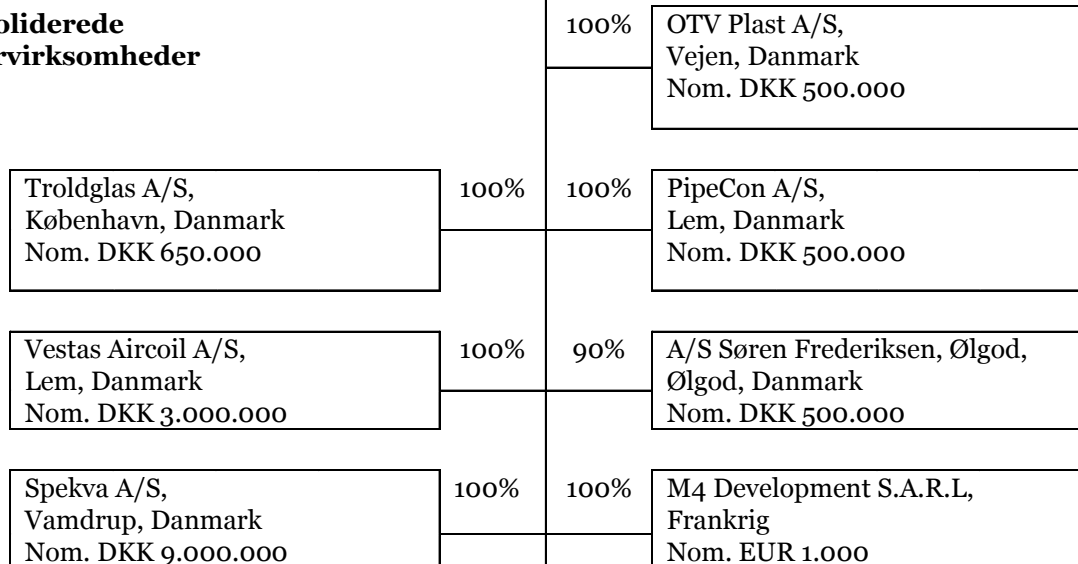 oliderede
rvirksomheder
100%
OTV Plast A/S,
Vejen, Danmark
Nom. DKK 500.000
Troldglas A/S,
København, Danmark
Nom. DKK 650.000
100%
100%
PipeCon A/S,
Lem, Danmark
Nom. DKK 500.000
Vestas Aircoil A/S,
Lem, Danmark
Nom. DKK 3.000.000
100%
90%
A/S Søren Frederiksen, Ølgod,
Ølgod, Danmark
Nom. DKK 500.000
Spekva A/S,
Vamdrup, Danmark
Nom. DKK 9.000.000
100%
100%
M4 Development S.A.R.L,
Frankrig
Nom. EUR 1.000